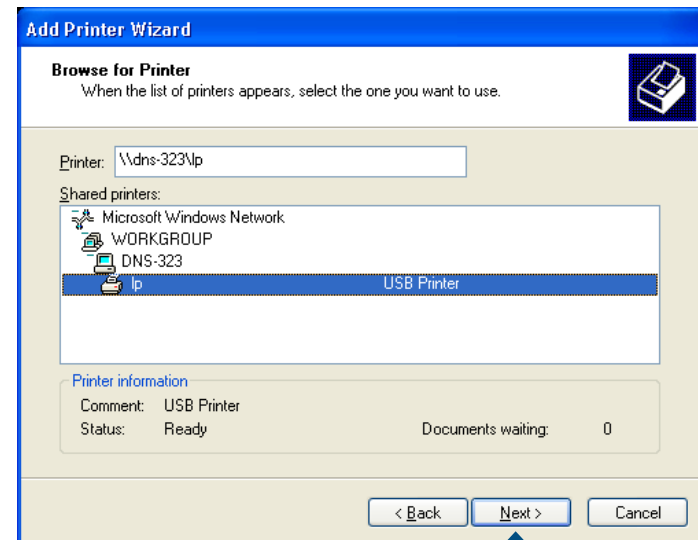 Add Printer Wizard
Browse for Printer
When the list of printers appears, select the one you want to use.
Printer: \\dns-323\lp
Shared printers:
Microsoft Windows Network
WORKGROUP
DNS-323
lp USB Printer
Printer information
Comment: USB Printer
Status: Ready Documents waiting: 0
< Back Next > Cancel